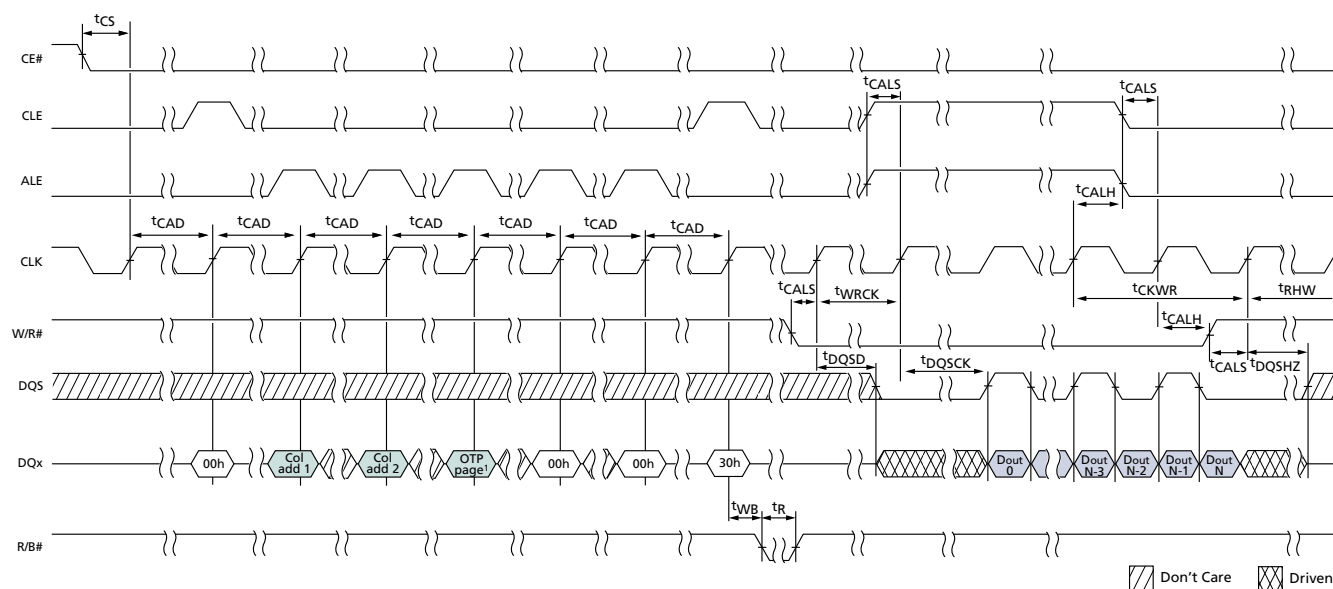 tCS
CE#
tCALS
tCALS
CLE
ALE
tCALH
tCAD tCAD tCAD tCAD tCAD tCAD tCAD
CLK
tCALS
tWRCK
tCKWR
tRHW
W/R#
tCALH
tDQSD
tDQSCK
tCALS
tDQSHZ
DQS
DQx
00h
Col
add 1
Col
add 2
OTP
page1
00h
00h
30h
Dout
0
Dout
N-3
Dout
N-2
Dout
N-1
Dout
N
tWB
tR
R/B#
Don't Care
Driven